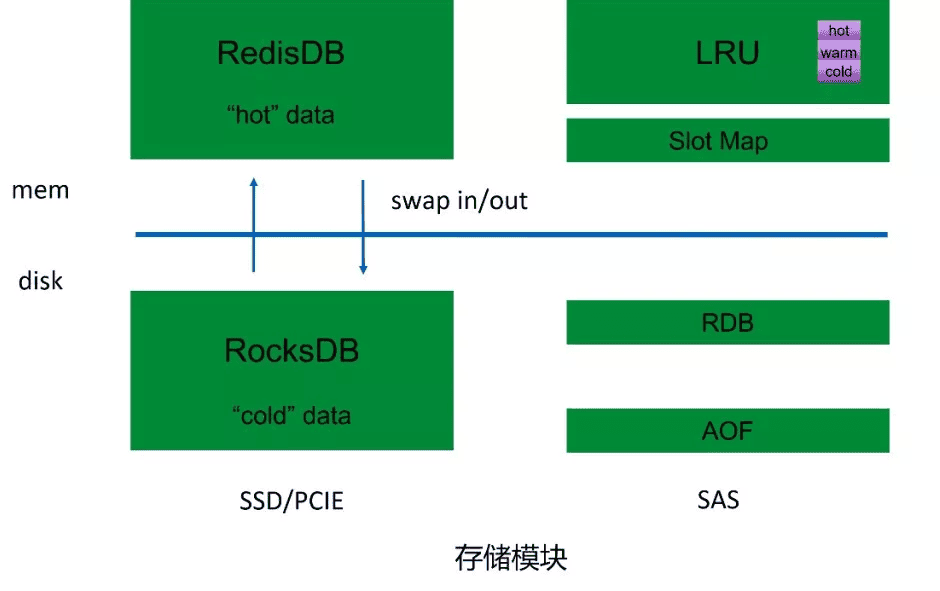 RedisDB
“hot” data
LRU
hot
warm
cold
Slot Map
mem
swap in/out
disk
RocksDB
“cold” data
RDB
AOF
SSD/PCIE
SAS
存储模块